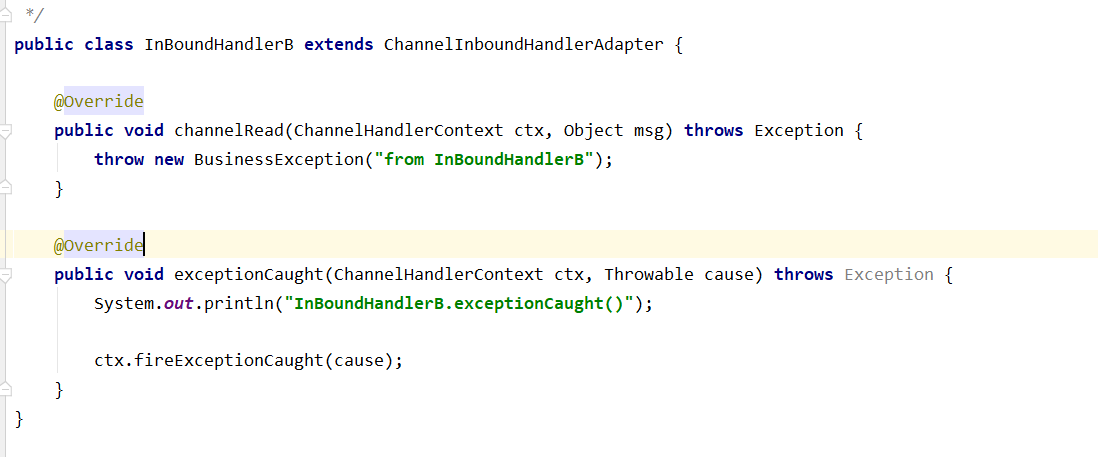 */
public class InBoundHandlerB extends ChannelInboundHandlerAdapter {
@Override
public void channelRead(ChannelHandlerContext ctx, Object msg) throws Exception {
throw new BusinessException("from InBoundHandlerB");
}
@Override
public void exceptionCaught(ChannelHandlerContext ctx, Throwable cause) throws Exception {
System.out.println("InBoundHandlerB.exceptionCaught()");
ctx.fireExceptionCaught(cause);
}
}